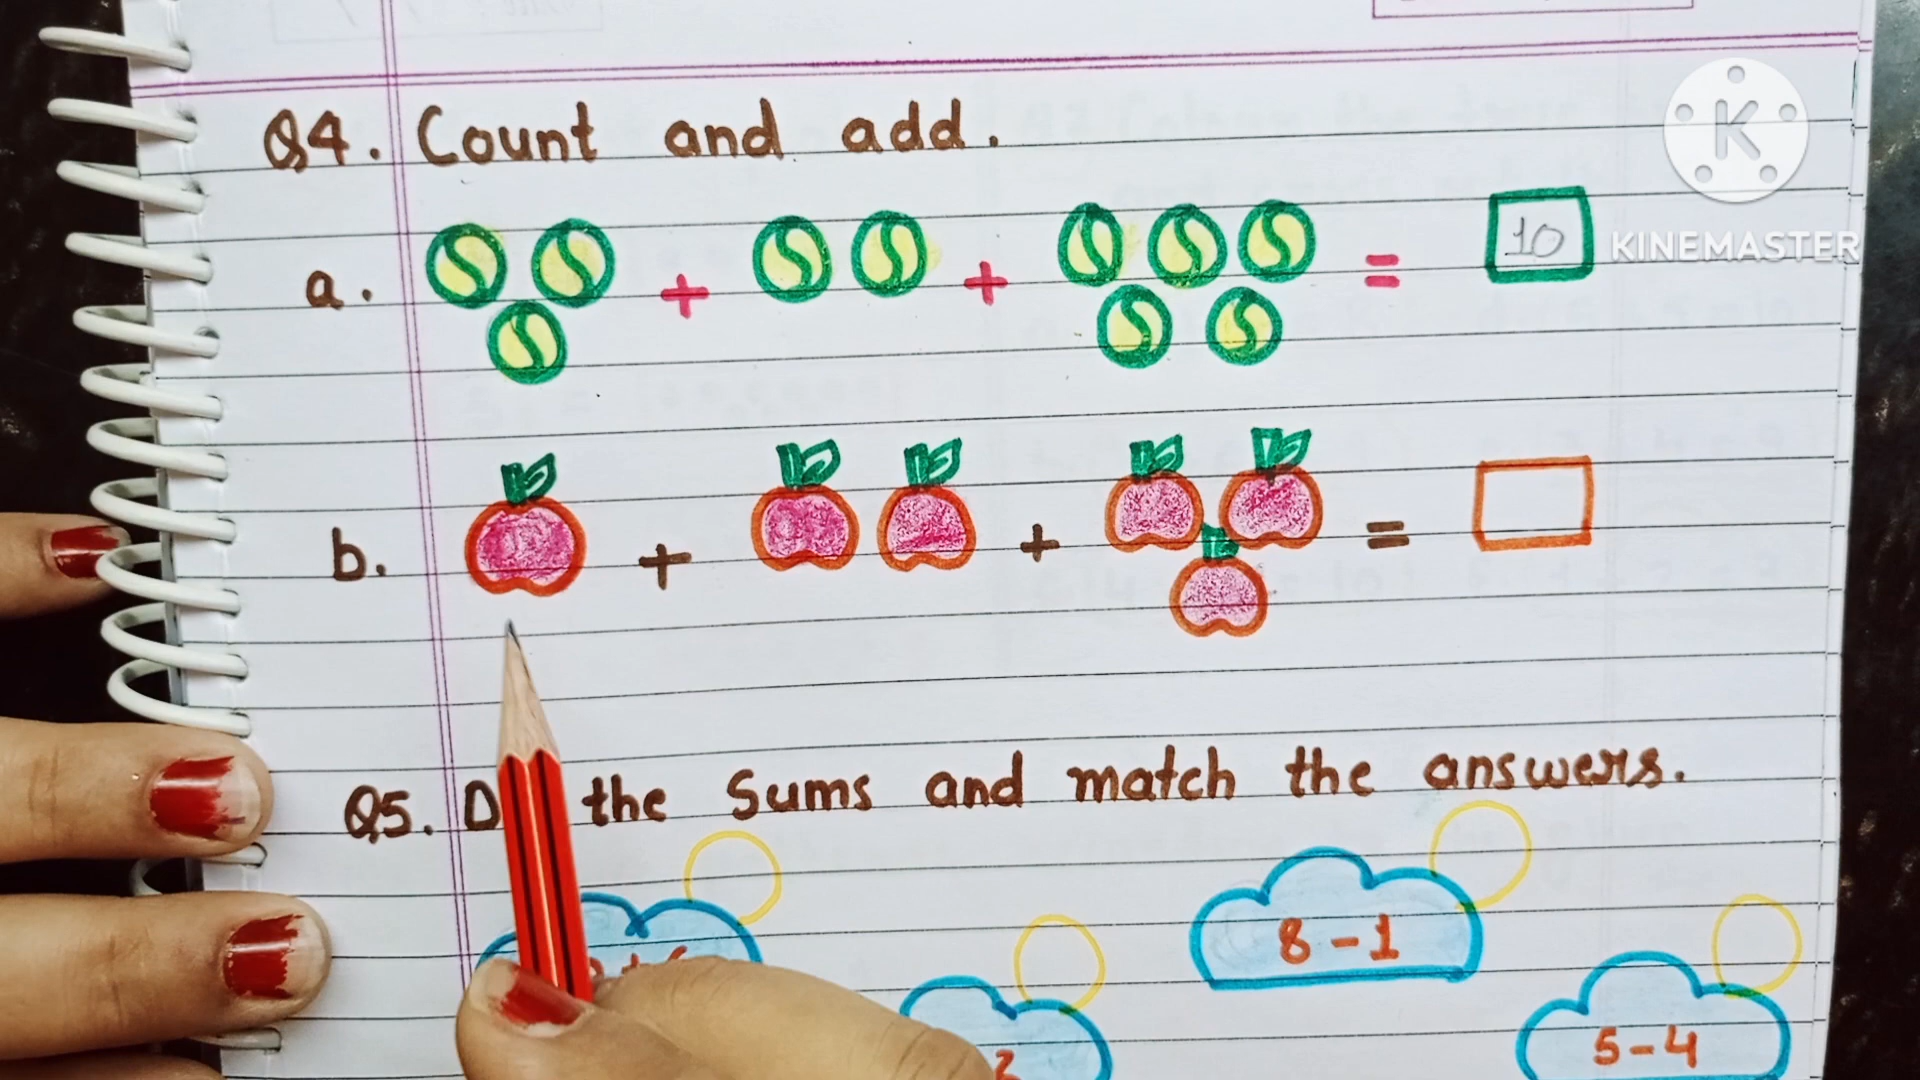 Q4. Count and add.
a. + + = 10
KINEMASTER
b. + + =
Q5. D the Sums and match the answers.
8-1
5-4